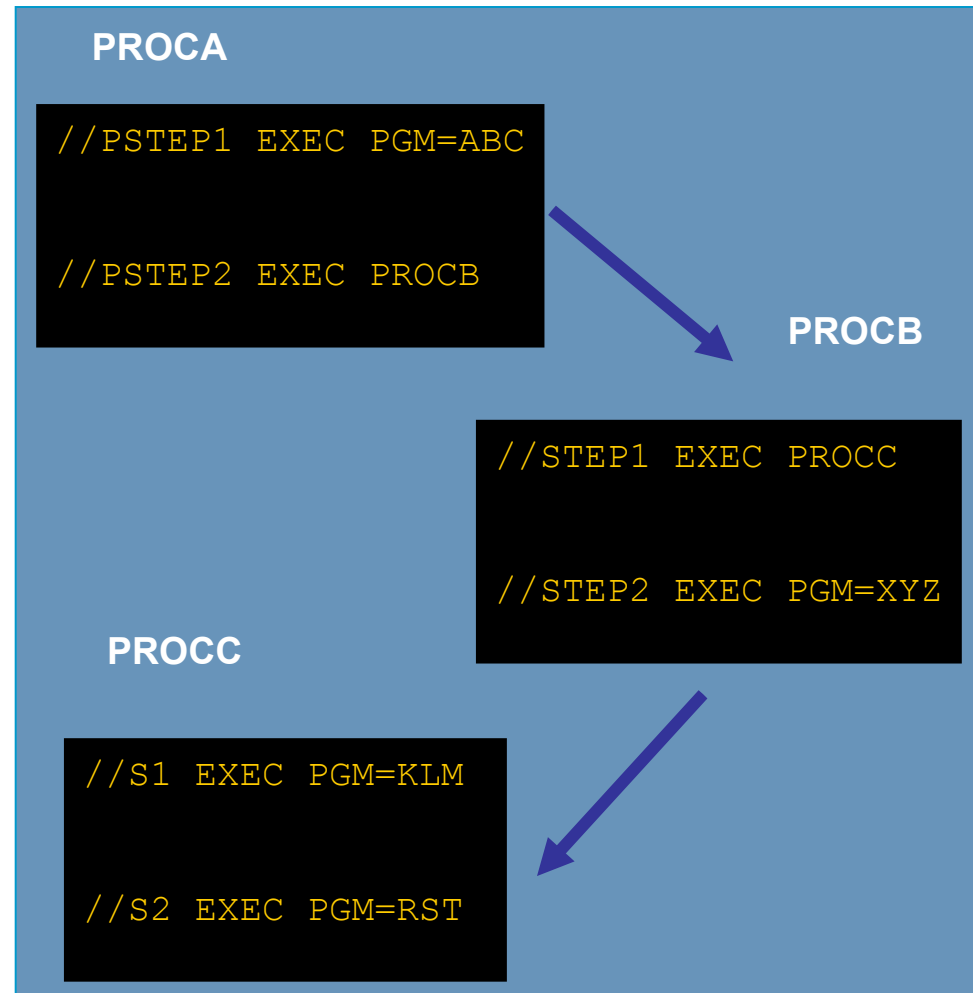 PROCA
//PSTEP1 EXEC PGM=ABC
//PSTEP2 EXEC PROCB
PROCB
//STEP1 EXEC PROCC
//STEP2 EXEC PGM=XYZ
PROCC
//S1 EXEC PGM=KLM
//S2 EXEC PGM=RST